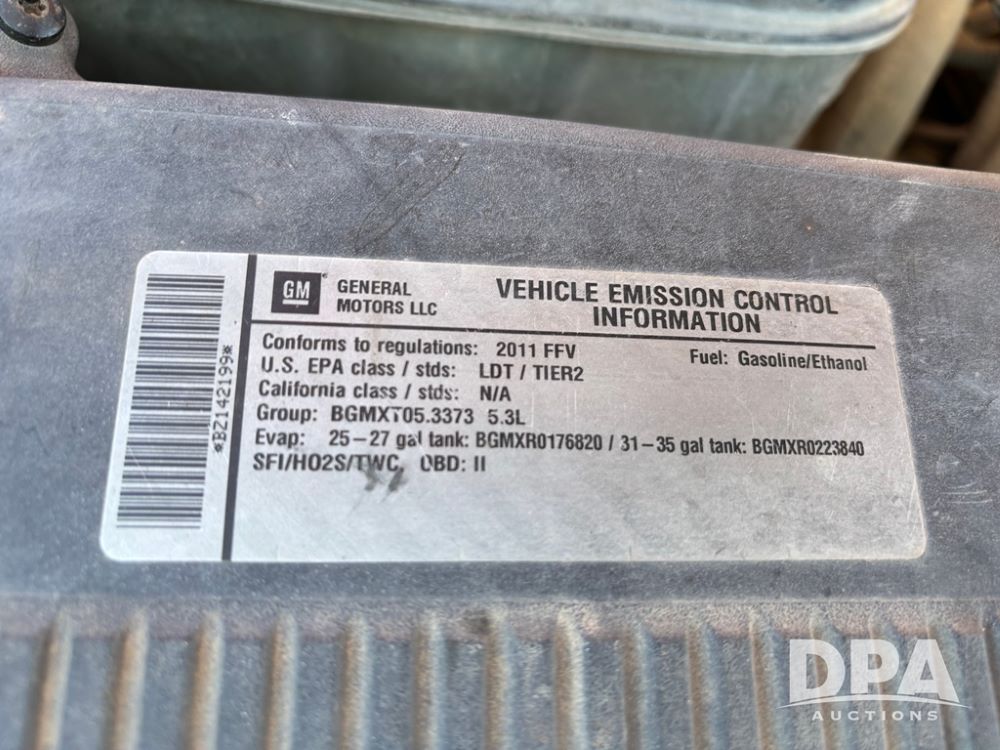 GM
GENERAL
MOTORS LLC
VEHICLE EMISSION CONTROL
INFORMATION
Conforms to regulations: 2011 FFV
Fuel: Gasoline/Ethanol
U.S. EPA class / stds: LDT / TIER2
California class / stds: N/A
Group: BGMXT05.3373 5.3L
Evap: 25-27 gal tank: BGMXR0176820 / 31-35 gal tank: BGMXR0223840
SFI/HO2S/TWC, OBD: II
*BZ142199*
DPA
AUCTIONS